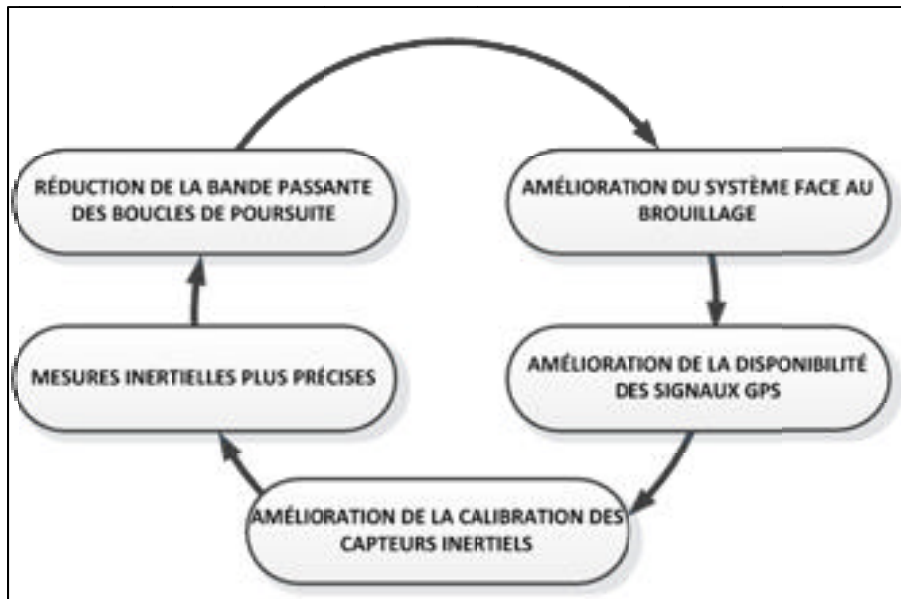 RÉDUCTION DE LA BANDE PASSANTE
DES BOUCLES DE POURSUITE
AMÉLIORATION DU SYSTÈME FACE AU
BROUILLAGE
MESURES INERTIELLES PLUS PRÉCISES
AMÉLIORATION DE LA DISPONIBILITÉ
DES SIGNAUX GPS
AMÉLIORATION DE LA CALIBRATION DES
CAPTEURS INERTIELS